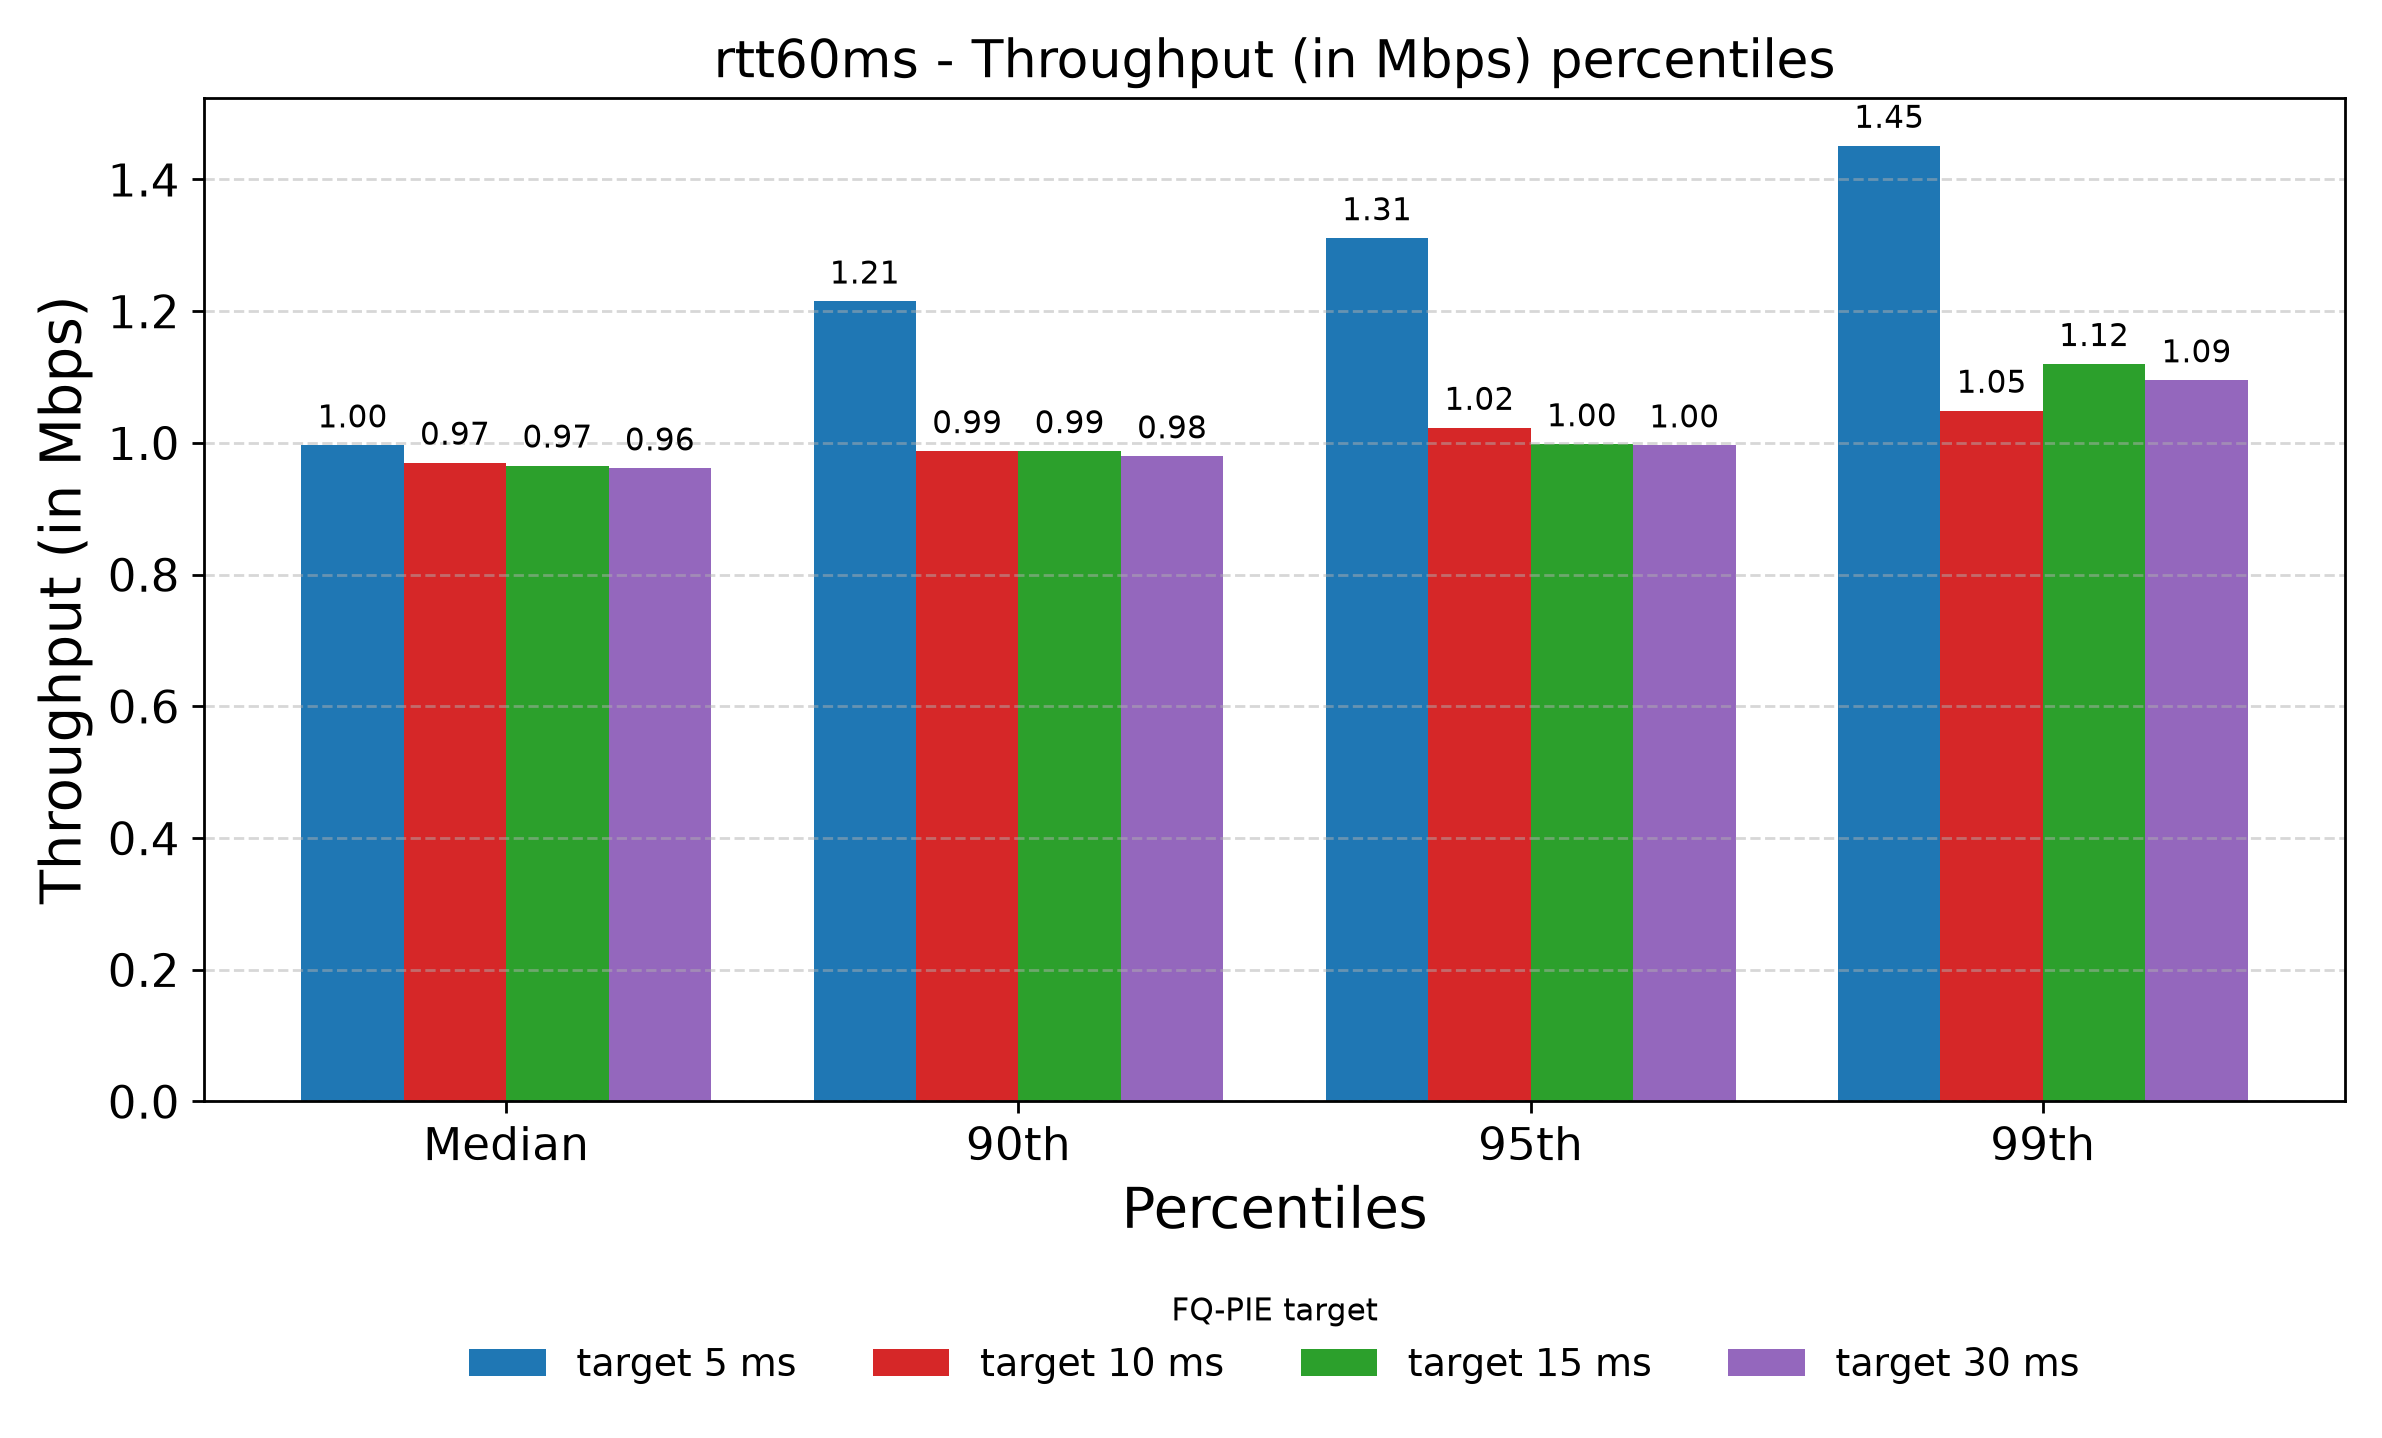 rtt60ms - Throughput (in Mbps) percentiles
Throughput (in Mbps)
1.4
1.2
1.0
0.8
0.6
0.4
0.2
0.0
1.00
0.97
0.97
0.96
1.21
0.99
0.99
0.98
1.31
1.02
1.00
1.00
1.45
1.05
1.12
1.09
Median
90th
95th
99th
Percentiles
FQ-PIE target
target 5 ms
target 10 ms
target 15 ms
target 30 ms